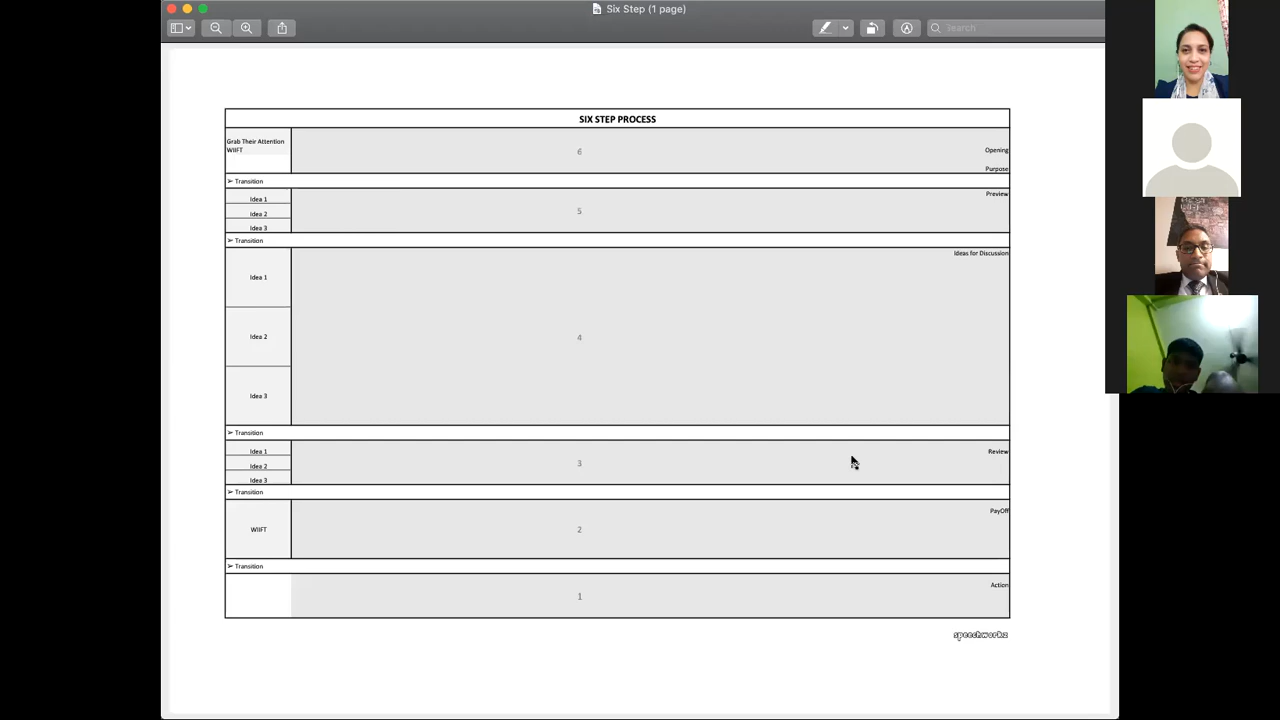 Six Step (1 page)
Search
SIX STEP PROCESS
Grab Their Attention
WIIFT
6
Opening
Purpose
➢ Transition
Preview
Idea 1
Idea 2
Idea 3
5
➢ Transition
Ideas for Discussion
Idea 1
Idea 2
Idea 3
4
➢ Transition
Review
Idea 1
Idea 2
Idea 3
3
➢ Transition
PayOff
WIIFT
2
➢ Transition
Action
1
speechworks